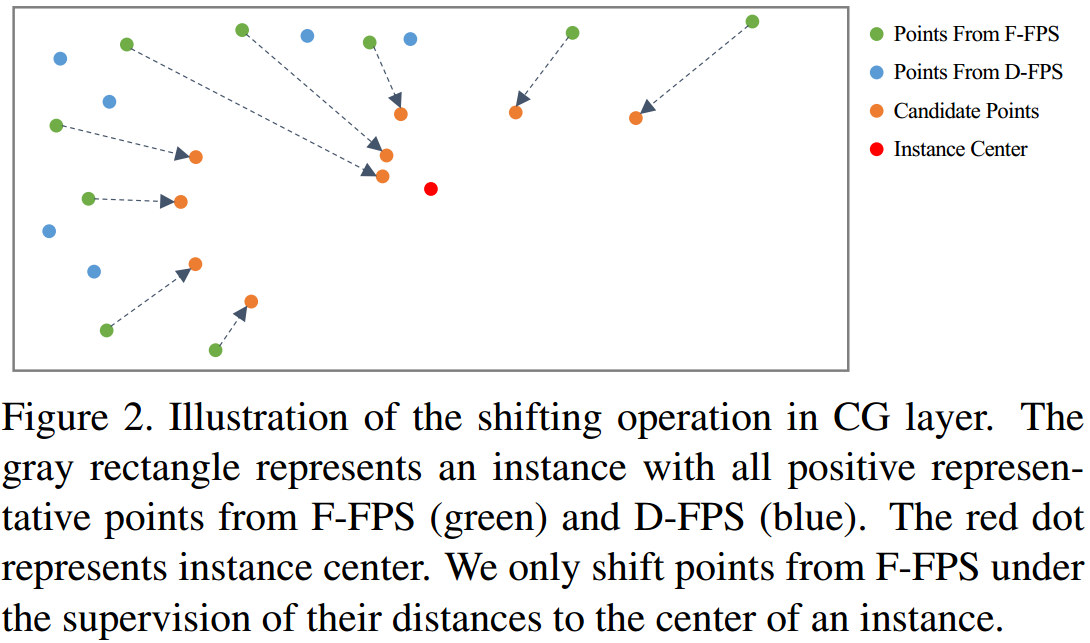 Points From F-FPS
Points From D-FPS
Candidate Points
Instance Center
Figure 2. Illustration of the shifting operation in CG layer. The
gray rectangle represents an instance with all positive represen-
tative points from F-FPS (green) and D-FPS (blue). The red dot
represents instance center. We only shift points from F-FPS under
the supervision of their distances to the center of an instance.